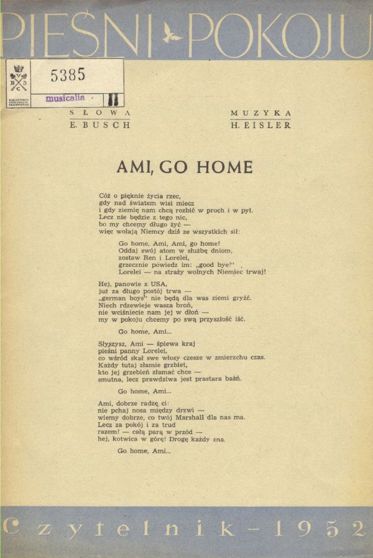 PIEŚNI POKOJU
5385
musicalia II
SŁOWA
E. BUSCH
MUZYKA
H. EISLER
AMI, GO HOME
Cóż o pięknie życia rzec,
gdy nad światem wisi miecz
i gdy ziemię nam chcą rozbić w proch i w pył.
Lecz nie będzie z tego nic,
bo my chcemy długo żyć —
więc wołają Niemcy dziś ze wszystkich sił:
Go home, Ami, Ami, go home!
Oddaj swój atom w służbę dniom,
zostaw Ren i Lorelei,
grzecznie powiedz im: „good bye!"
Lorelei — na straży wolnych Niemiec trwaj!
Hej, panowie z USA,
już za długo postój trwa —
„german boys" nie będą dla was ziemi gryźć.
Niech rdzewieje wasza broń,
nie wciśniecie nam jej w dłoń —
my w pokoju chcemy po swą przyszłość iść.
Go home, Ami...
Słyszysz, Ami — śpiewa kraj
pieśni panny Lorelei,
co wśród skał swe włosy czesze w zmierzchu czas.
Każdy tutaj złamie grzbiet,
kto jej grzebień złamać chce —
smutna, lecz prawdziwa jest prastara baśń.
Go home, Ami...
Ami, dobrze radzę ci:
nie pchaj nosa między drzwi —
wiemy dobrze, co twój Marshall dla nas ma.
Lecz za pokój i za trud
razem! — całą parą w przód —
hej, kotwica w górę! Drogę każdy zna.
Go home, Ami...
Czytelnik — 1952